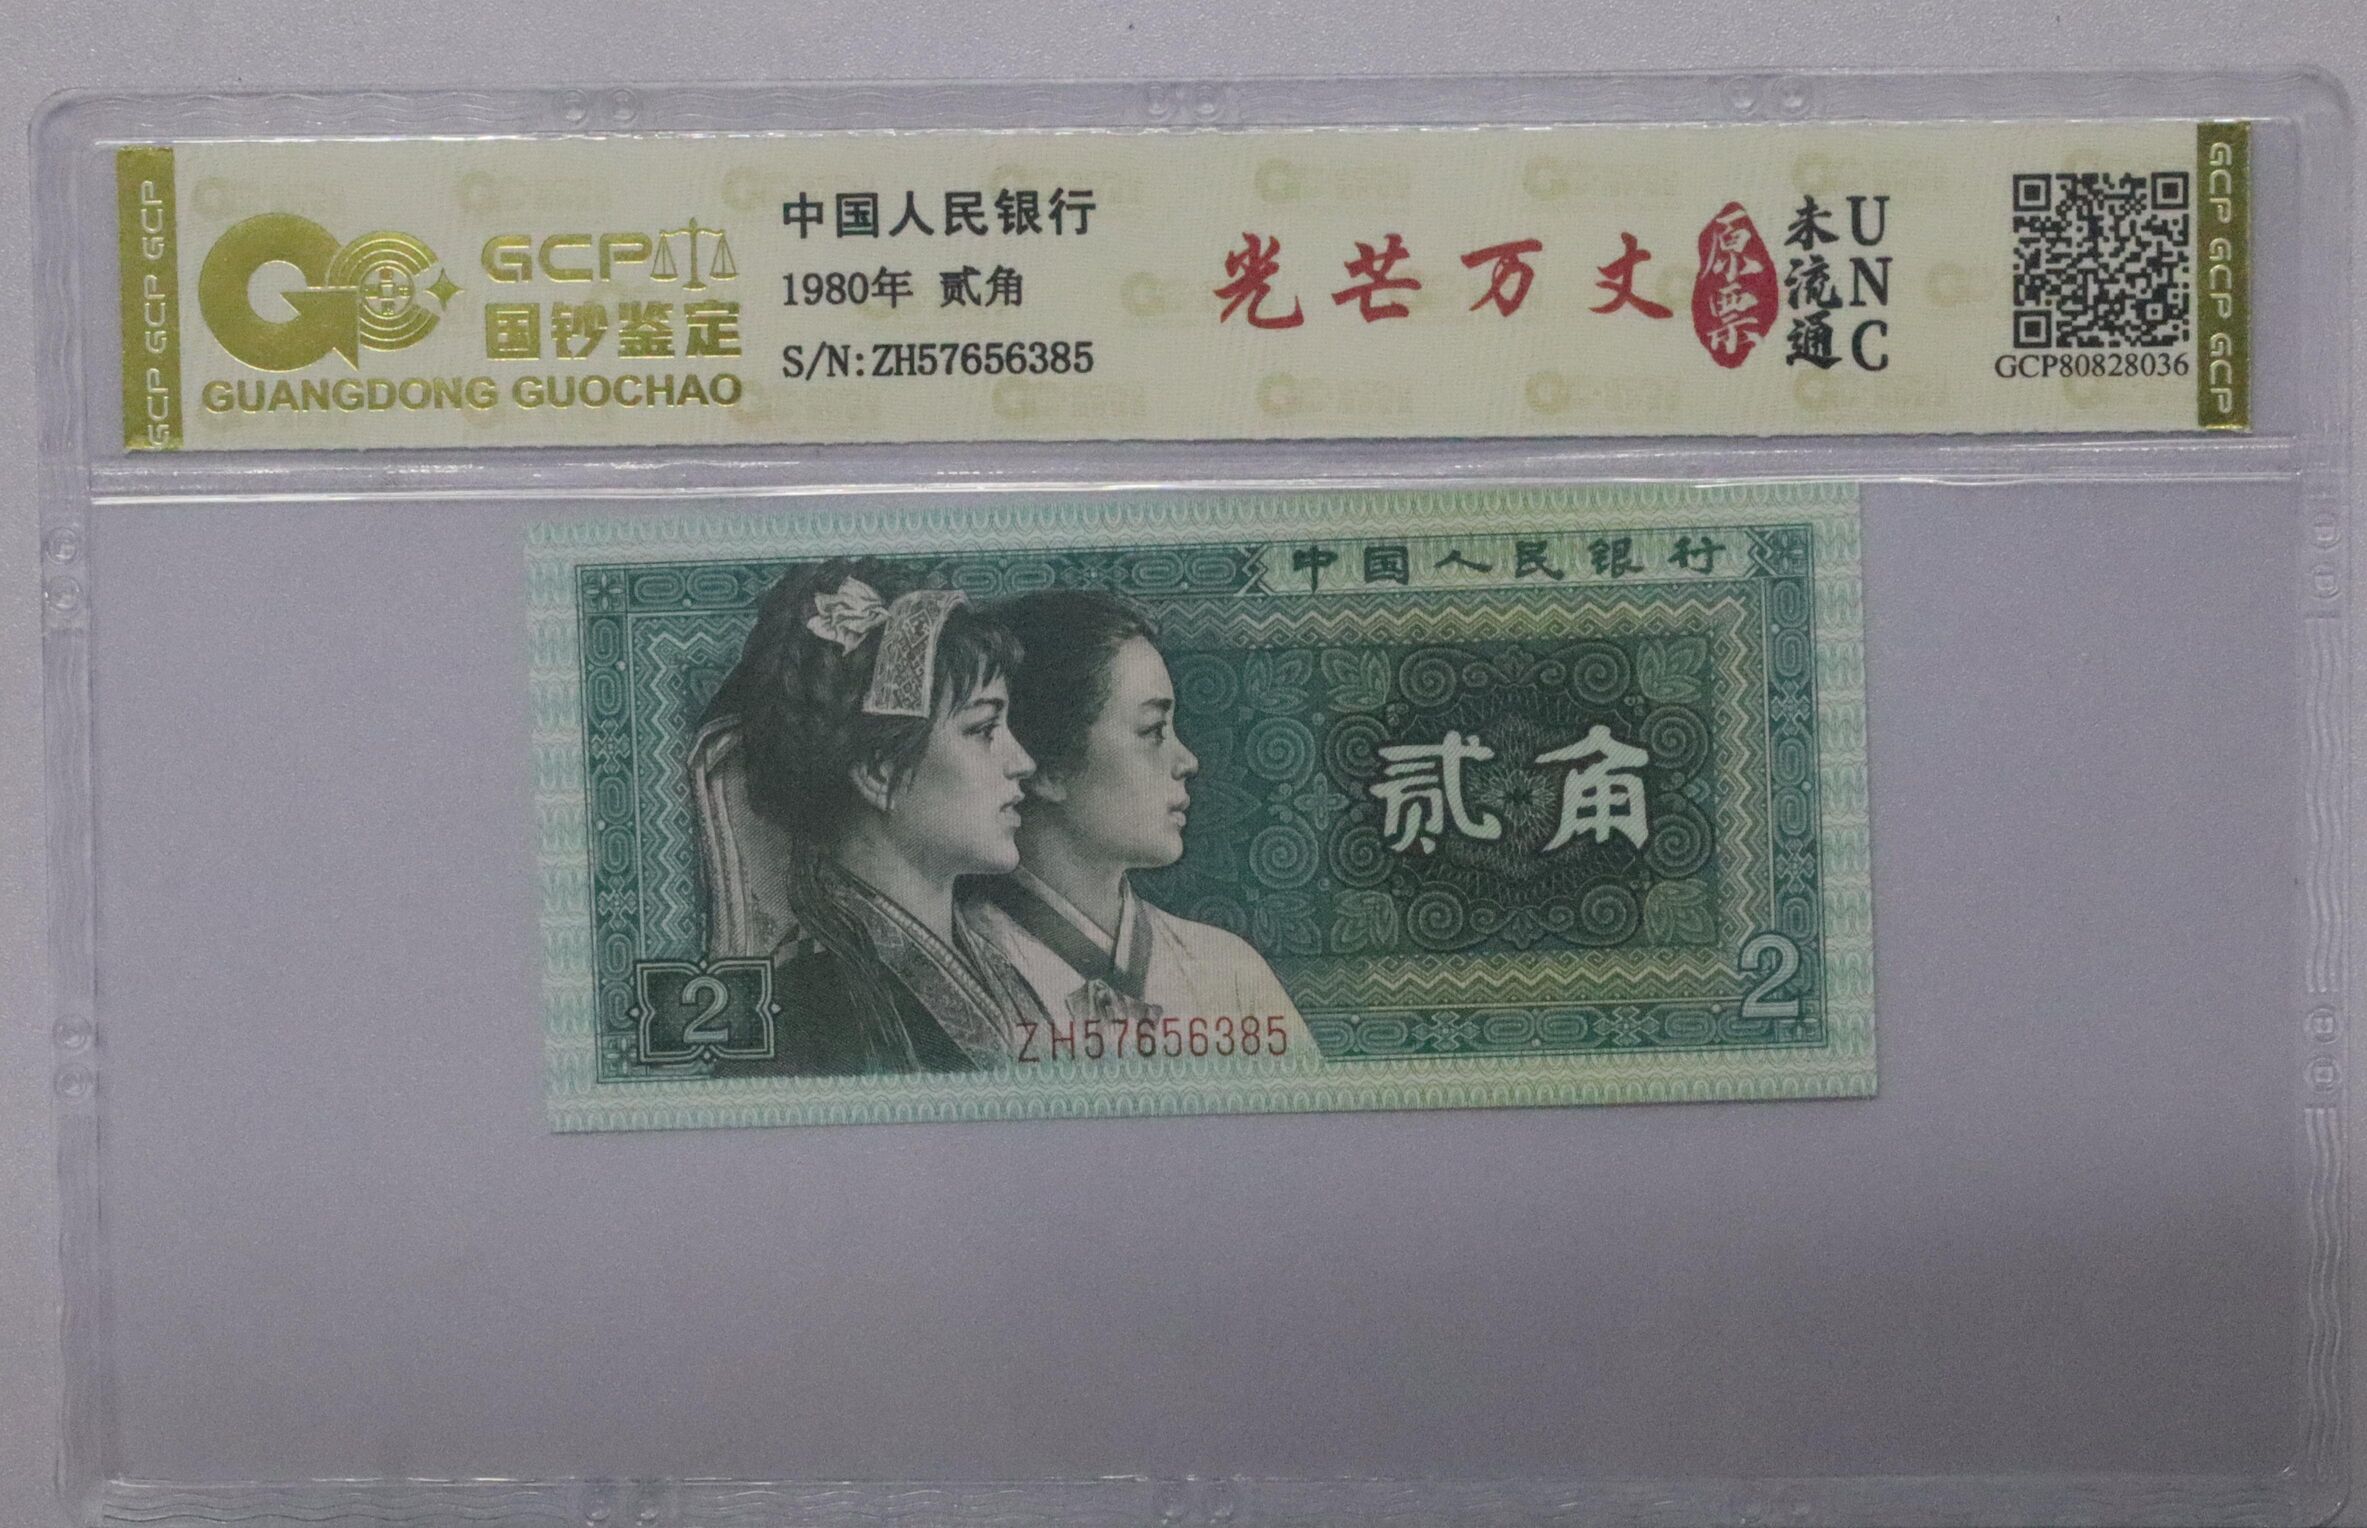 GCP GCP GCP
GCP
国钞鉴定
GUANGDONG GUOCHAO
中国人民银行
1980年 贰角
S/N:ZH57656385
光芒万丈
原票
未流通
UNC
GCP80828036
GCP GCP GCP GCP
中国人民银行
贰角
2
2
ZH57656385